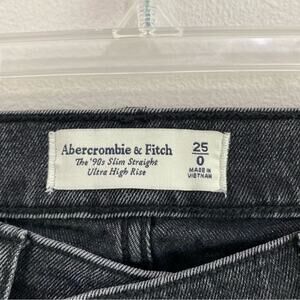 Abercrombie & Fitch
The '90s Slim Straight
Ultra High Rise
25
0
MADE IN
VIETNAM